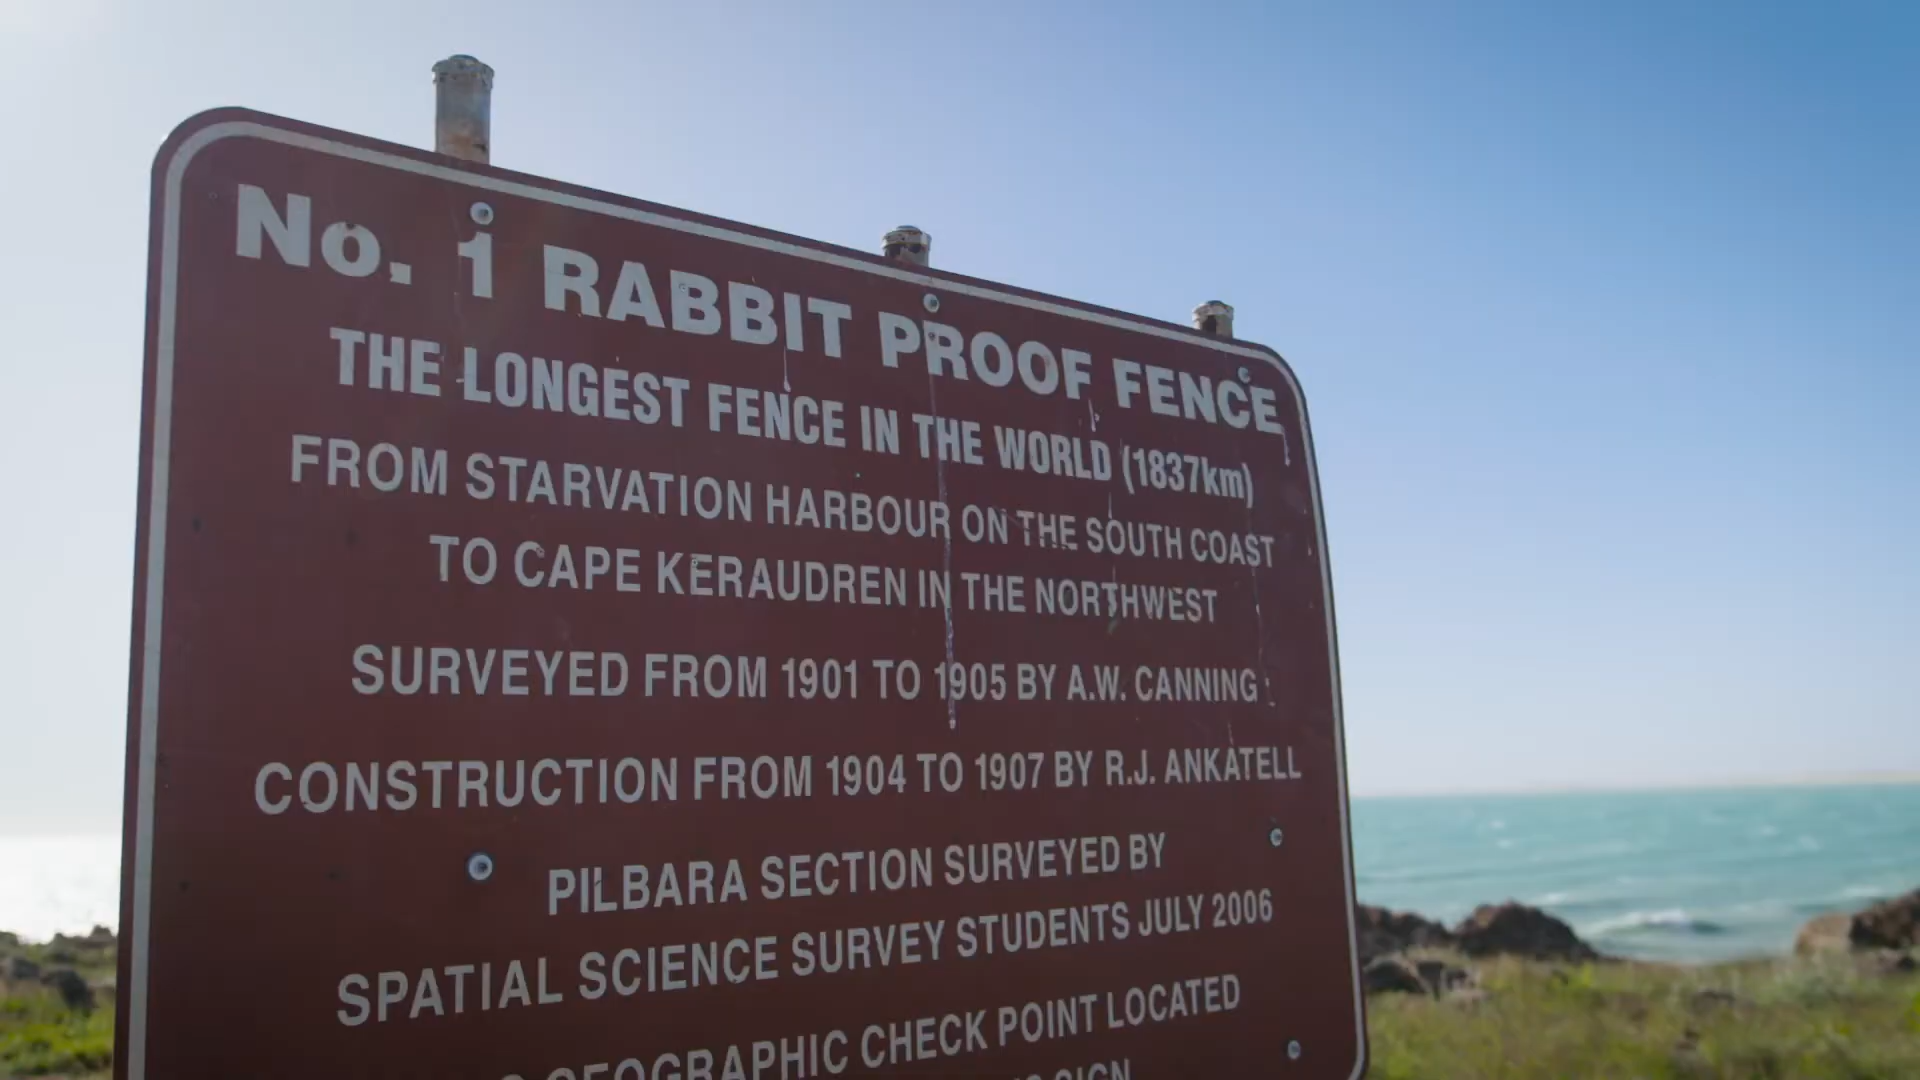 No. 1 RABBIT PROOF FENCE
THE LONGEST FENCE IN THE WORLD (1837km)
FROM STARVATION HARBOUR ON THE SOUTH COAST
TO CAPE KERAUDREN IN THE NORTHWEST
SURVEYED FROM 1901 TO 1905 BY A.W. CANNING
CONSTRUCTION FROM 1904 TO 1907 BY R.J. ANKATELL
PILBARA SECTION SURVEYED BY
SPATIAL SCIENCE SURVEY STUDENTS JULY 2006
GEOGRAPHIC CHECK POINT LOCATED
SIGN